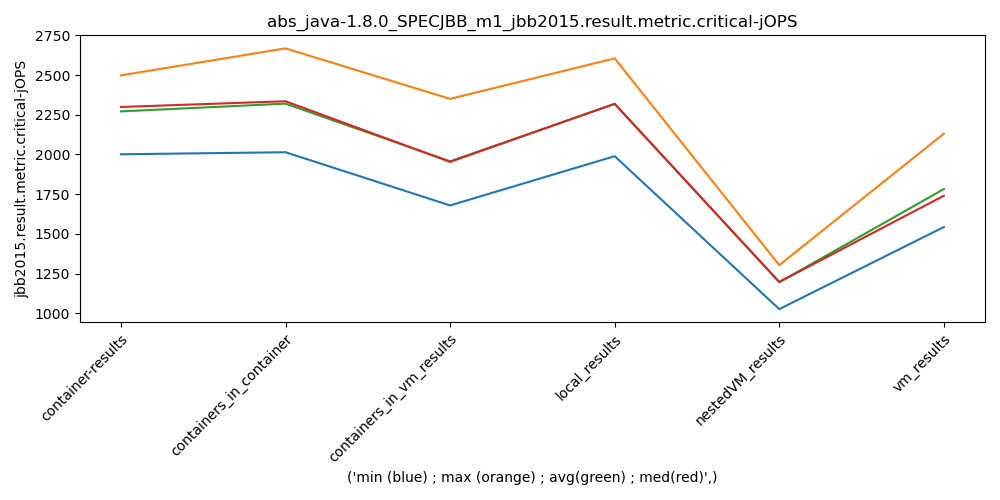 abs_java-1.8.0_SPECJBB_m1_jbb2015.result.metric.critical-jOPS
jbb2015.result.metric.critical-jOPS
2750
2500
2250
2000
1750
1500
1250
1000
container-results
containers_in_container
containers_in_vm_results
local_results
nestedVM_results
vm_results
('min (blue) ; max (orange) ; avg(green) ; med(red)',)